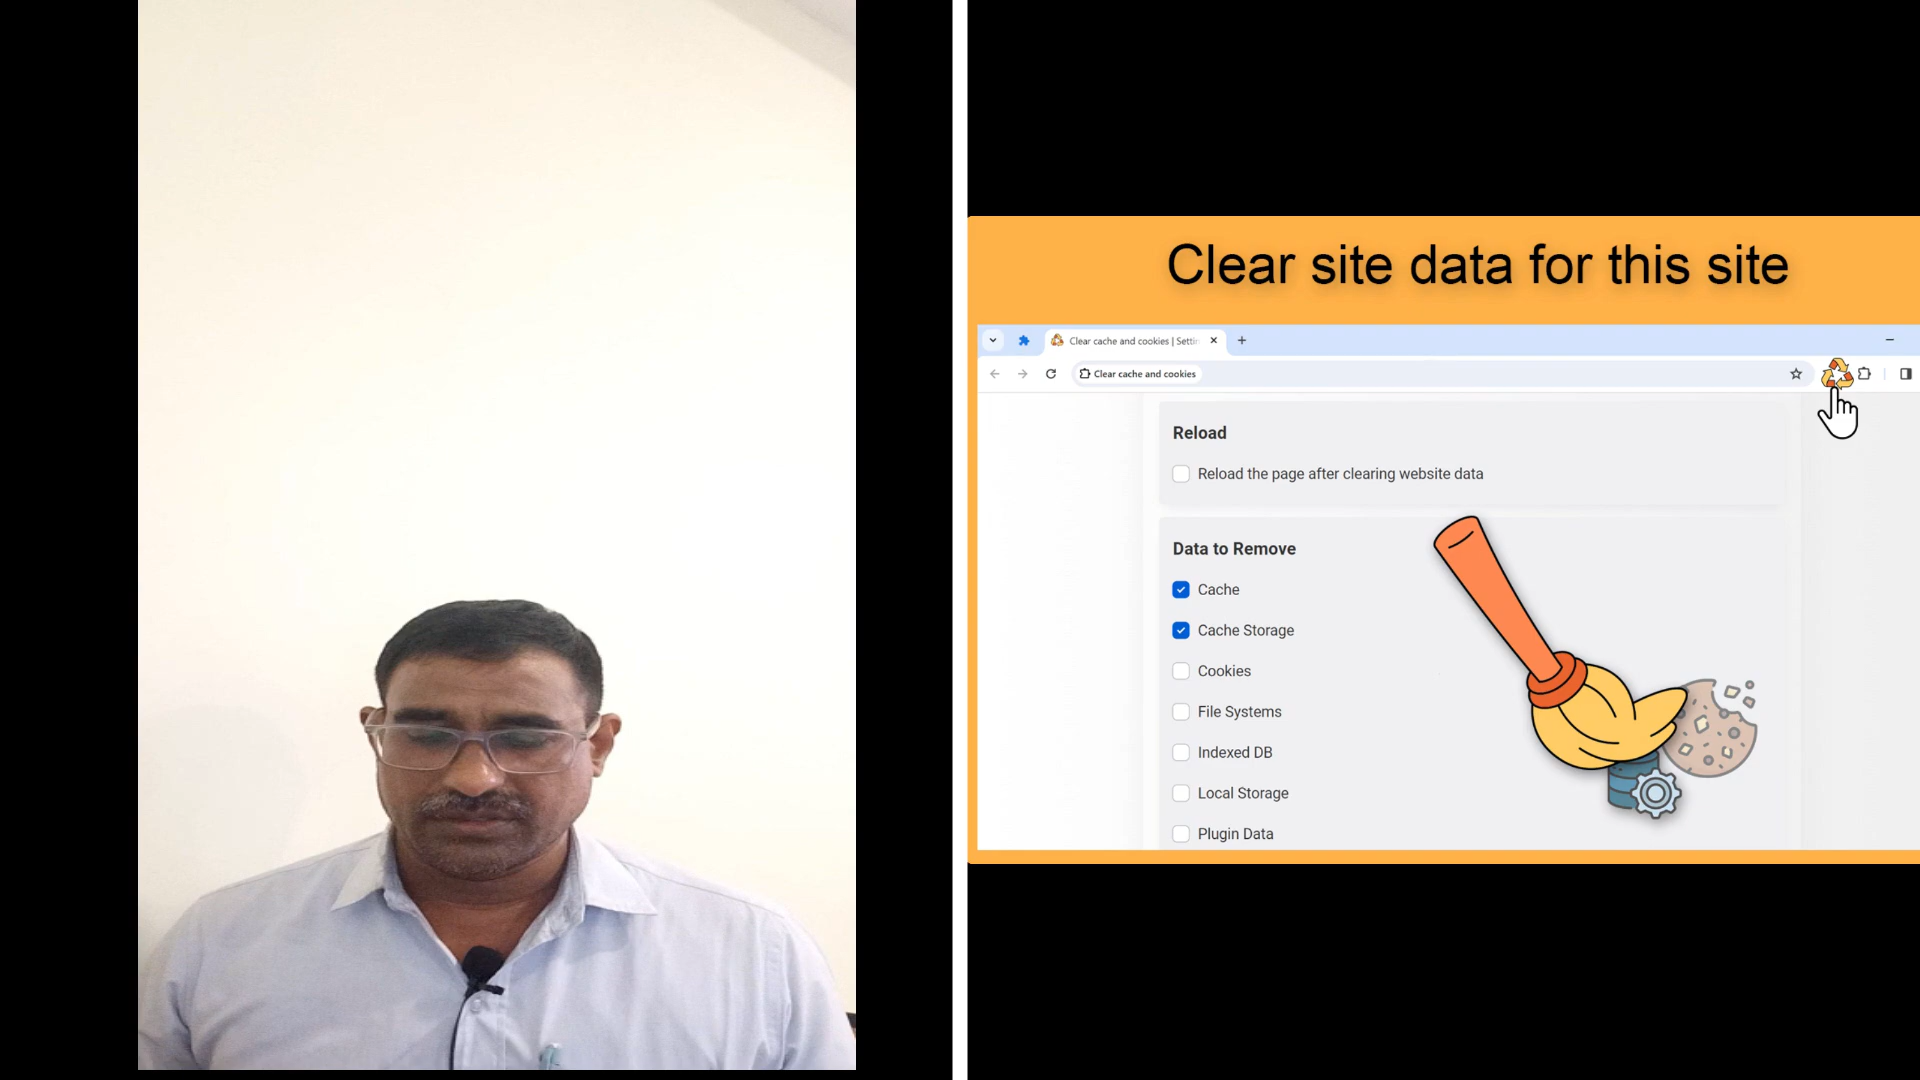 Clear site data for this site
Clear cache and cookies | Settin
Clear cache and cookies
Reload
Reload the page after clearing website data
Data to Remove
Cache
Cache Storage
Cookies
File Systems
Indexed DB
Local Storage
Plugin Data